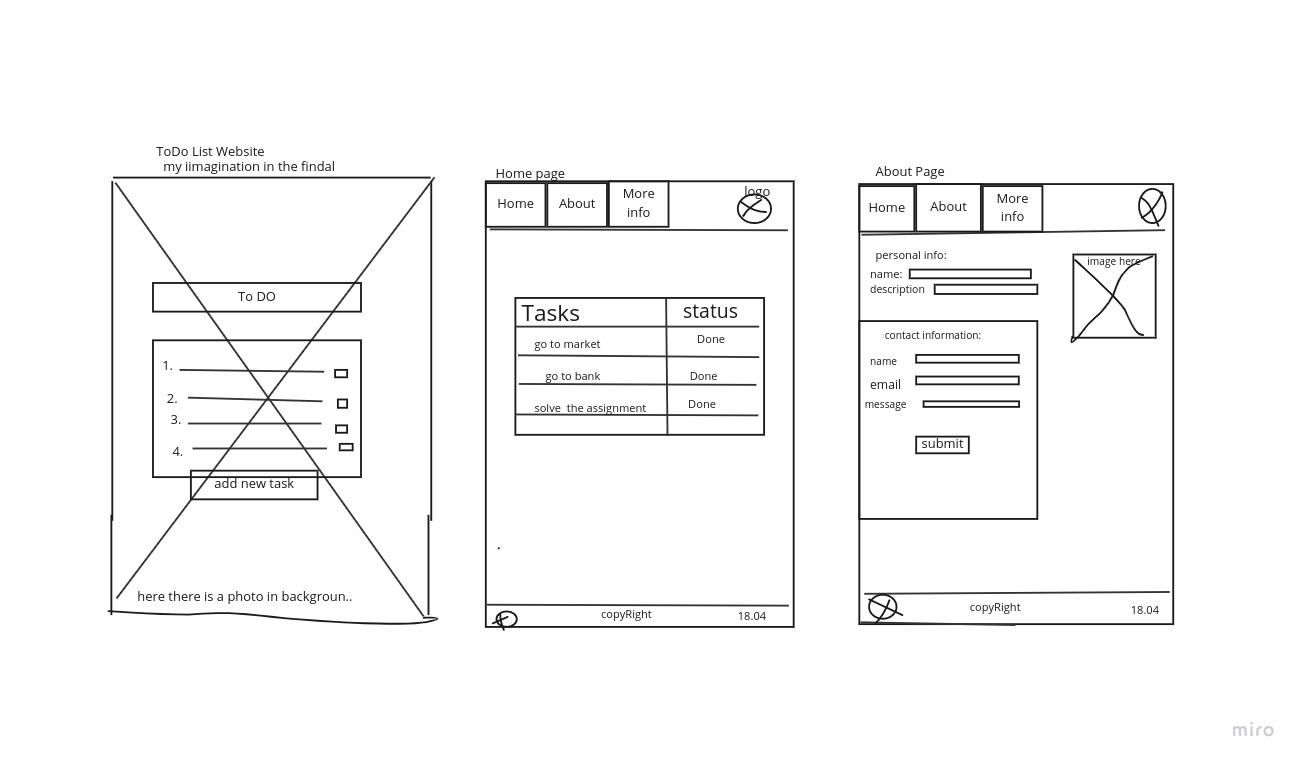 ToDo List Website
my iimagination in the findal
To DO
1.
2.
3.
4.
add new task
here there is a photo in backgroun..
Home page
Home
About
More
info
logo
Tasks
status
go to market
Done
go to bank
Done
solve the assignment
Done
copyRight
18.04
About Page
Home
About
More
info
personal info:
name:
description
image here
contact information:
name
email
message
submit
copyRight
18.04
miro